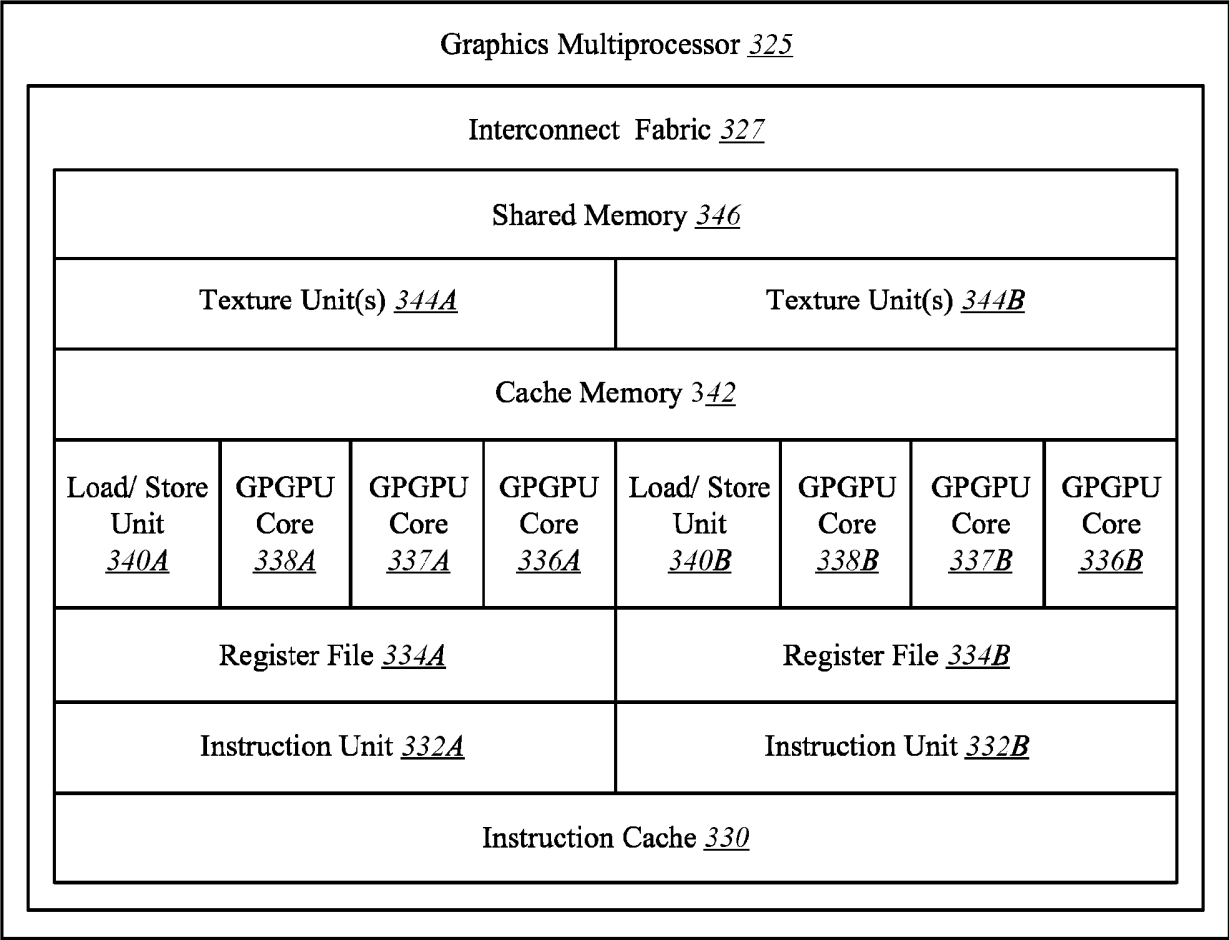 Graphics Multiprocessor 325
Interconnect Fabric 327
Shared Memory 346
Texture Unit(s) 344A
Texture Unit(s) 344B
Cache Memory 342
Load/ Store
Unit
340A
GPGPU
Core
338A
GPGPU
Core
337A
GPGPU
Core
336A
Load/ Store
Unit
340B
GPGPU
Core
338B
GPGPU
Core
337B
GPGPU
Core
336B
Register File 334A
Register File 334B
Instruction Unit 332A
Instruction Unit 332B
Instruction Cache 330